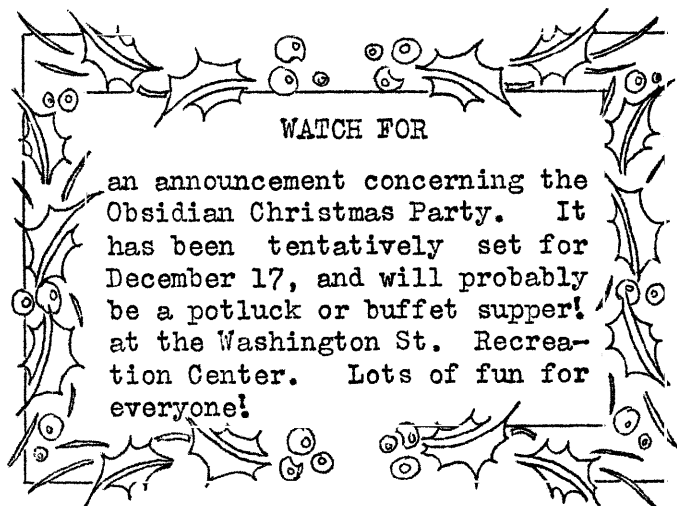 WATCH FOR
an announcement concerning the
Obsidian Christmas Party. It
has been tentatively set for
December 17, and will probably
be a potluck or buffet supper!
at the Washington St. Recrea-
tion Center. Lots of fun for
everyone!